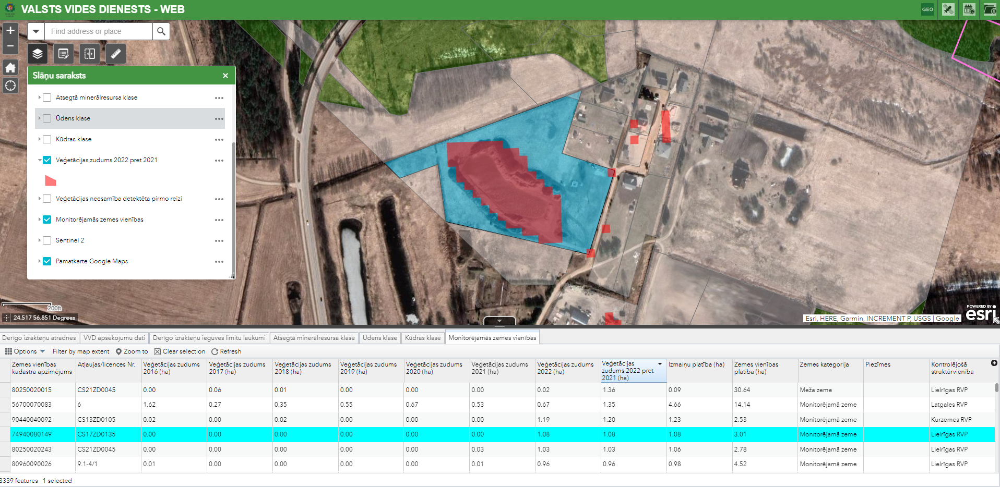 VALSTS VIDES DIENESTS - WEB
GEO
Find address or place
Slāņu saraksts
Atsegtā minerālresursa klase
Ūdens klase
Kūdras klase
Veģetācijas zudums 2022 pret 2021
Veģetācijas neesamība detektēta pirmo reizi
Monitorējamās zemes vienības
Sentinel 2
Pamatkarte Google Maps
200ft
24.517 56.851 Degrees
POWERED BY
esri
Esri, HERE, Garmin, INCREMENT P, USGS | Google
Derīgo izrakteņu atradnes VVD apsekojumu dati Derīgo izrakteņu ieguves limitu laukumi Atsegtā minerālresursa klase Ūdens klase Kūdras klase Monitorējamās zemes vienības
Options Filter by map extent Zoom to Clear selection Refresh
Zemes vienības kadastra apzīmējums Atļaujas/licences Nr. Veģetācijas zudums 2016 (ha) Veģetācijas zudums 2017 (ha) Veģetācijas zudums 2018 (ha) Veģetācijas zudums 2019 (ha) Veģetācijas zudums 2020 (ha) Veģetācijas zudums 2021 (ha) Veģetācijas zudums 2022 (ha) Veģetācijas zudums 2022 pret 2021 (ha) Izmaiņu platība (ha) Zemes vienības platība (ha) Zemes kategorija Piezīmes Kontrolējošā struktūrvienība
80250020015 CS21ZD0045 0.00 0.06 0.01 0.00 0.00 0.00 0.02 1.36 0.09 30.64 Meža zeme Lielrīgas RVP
56700070083 6 1.62 0.27 0.35 0.55 0.67 0.53 0.67 1.35 4.66 14.14 Monitorējamā zeme Latgales RVP
90440040092 CS13ZD0105 0.02 0.00 0.02 0.00 0.00 0.00 1.19 1.20 1.23 2.53 Monitorējamā zeme Kurzemes RVP
74940080149 CS17ZD0135 0.00 0.00 0.00 0.00 0.00 0.00 1.08 1.08 1.08 3.01 Monitorējamā zeme Lielrīgas RVP
80250020243 CS21ZD0045 0.00 0.00 0.00 0.00 0.00 0.03 1.03 1.03 1.06 2.78 Monitorējamā zeme Lielrīgas RVP
80960090026 9.1-4/1 0.01 0.00 0.00 0.00 0.00 0.01 0.96 0.96 0.98 4.52 Monitorējamā zeme Lielrīgas RVP
3339 features 1 selected